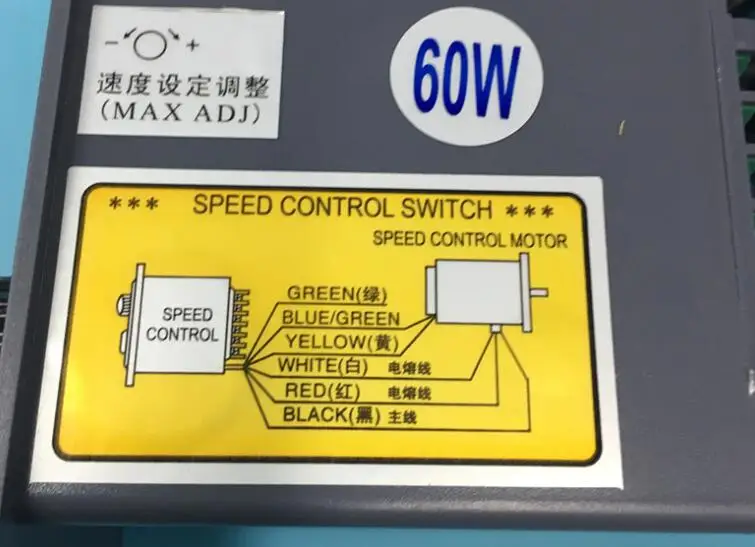 - +
速度设定调整
(MAX ADJ)
60W
*** SPEED CONTROL SWITCH ***
SPEED CONTROL MOTOR
SPEED
CONTROL
GREEN(绿)
BLUE/GREEN
YELLOW(黄)
WHITE(白) 电熔线
RED(红) 电熔线
BLACK(黑) 主线